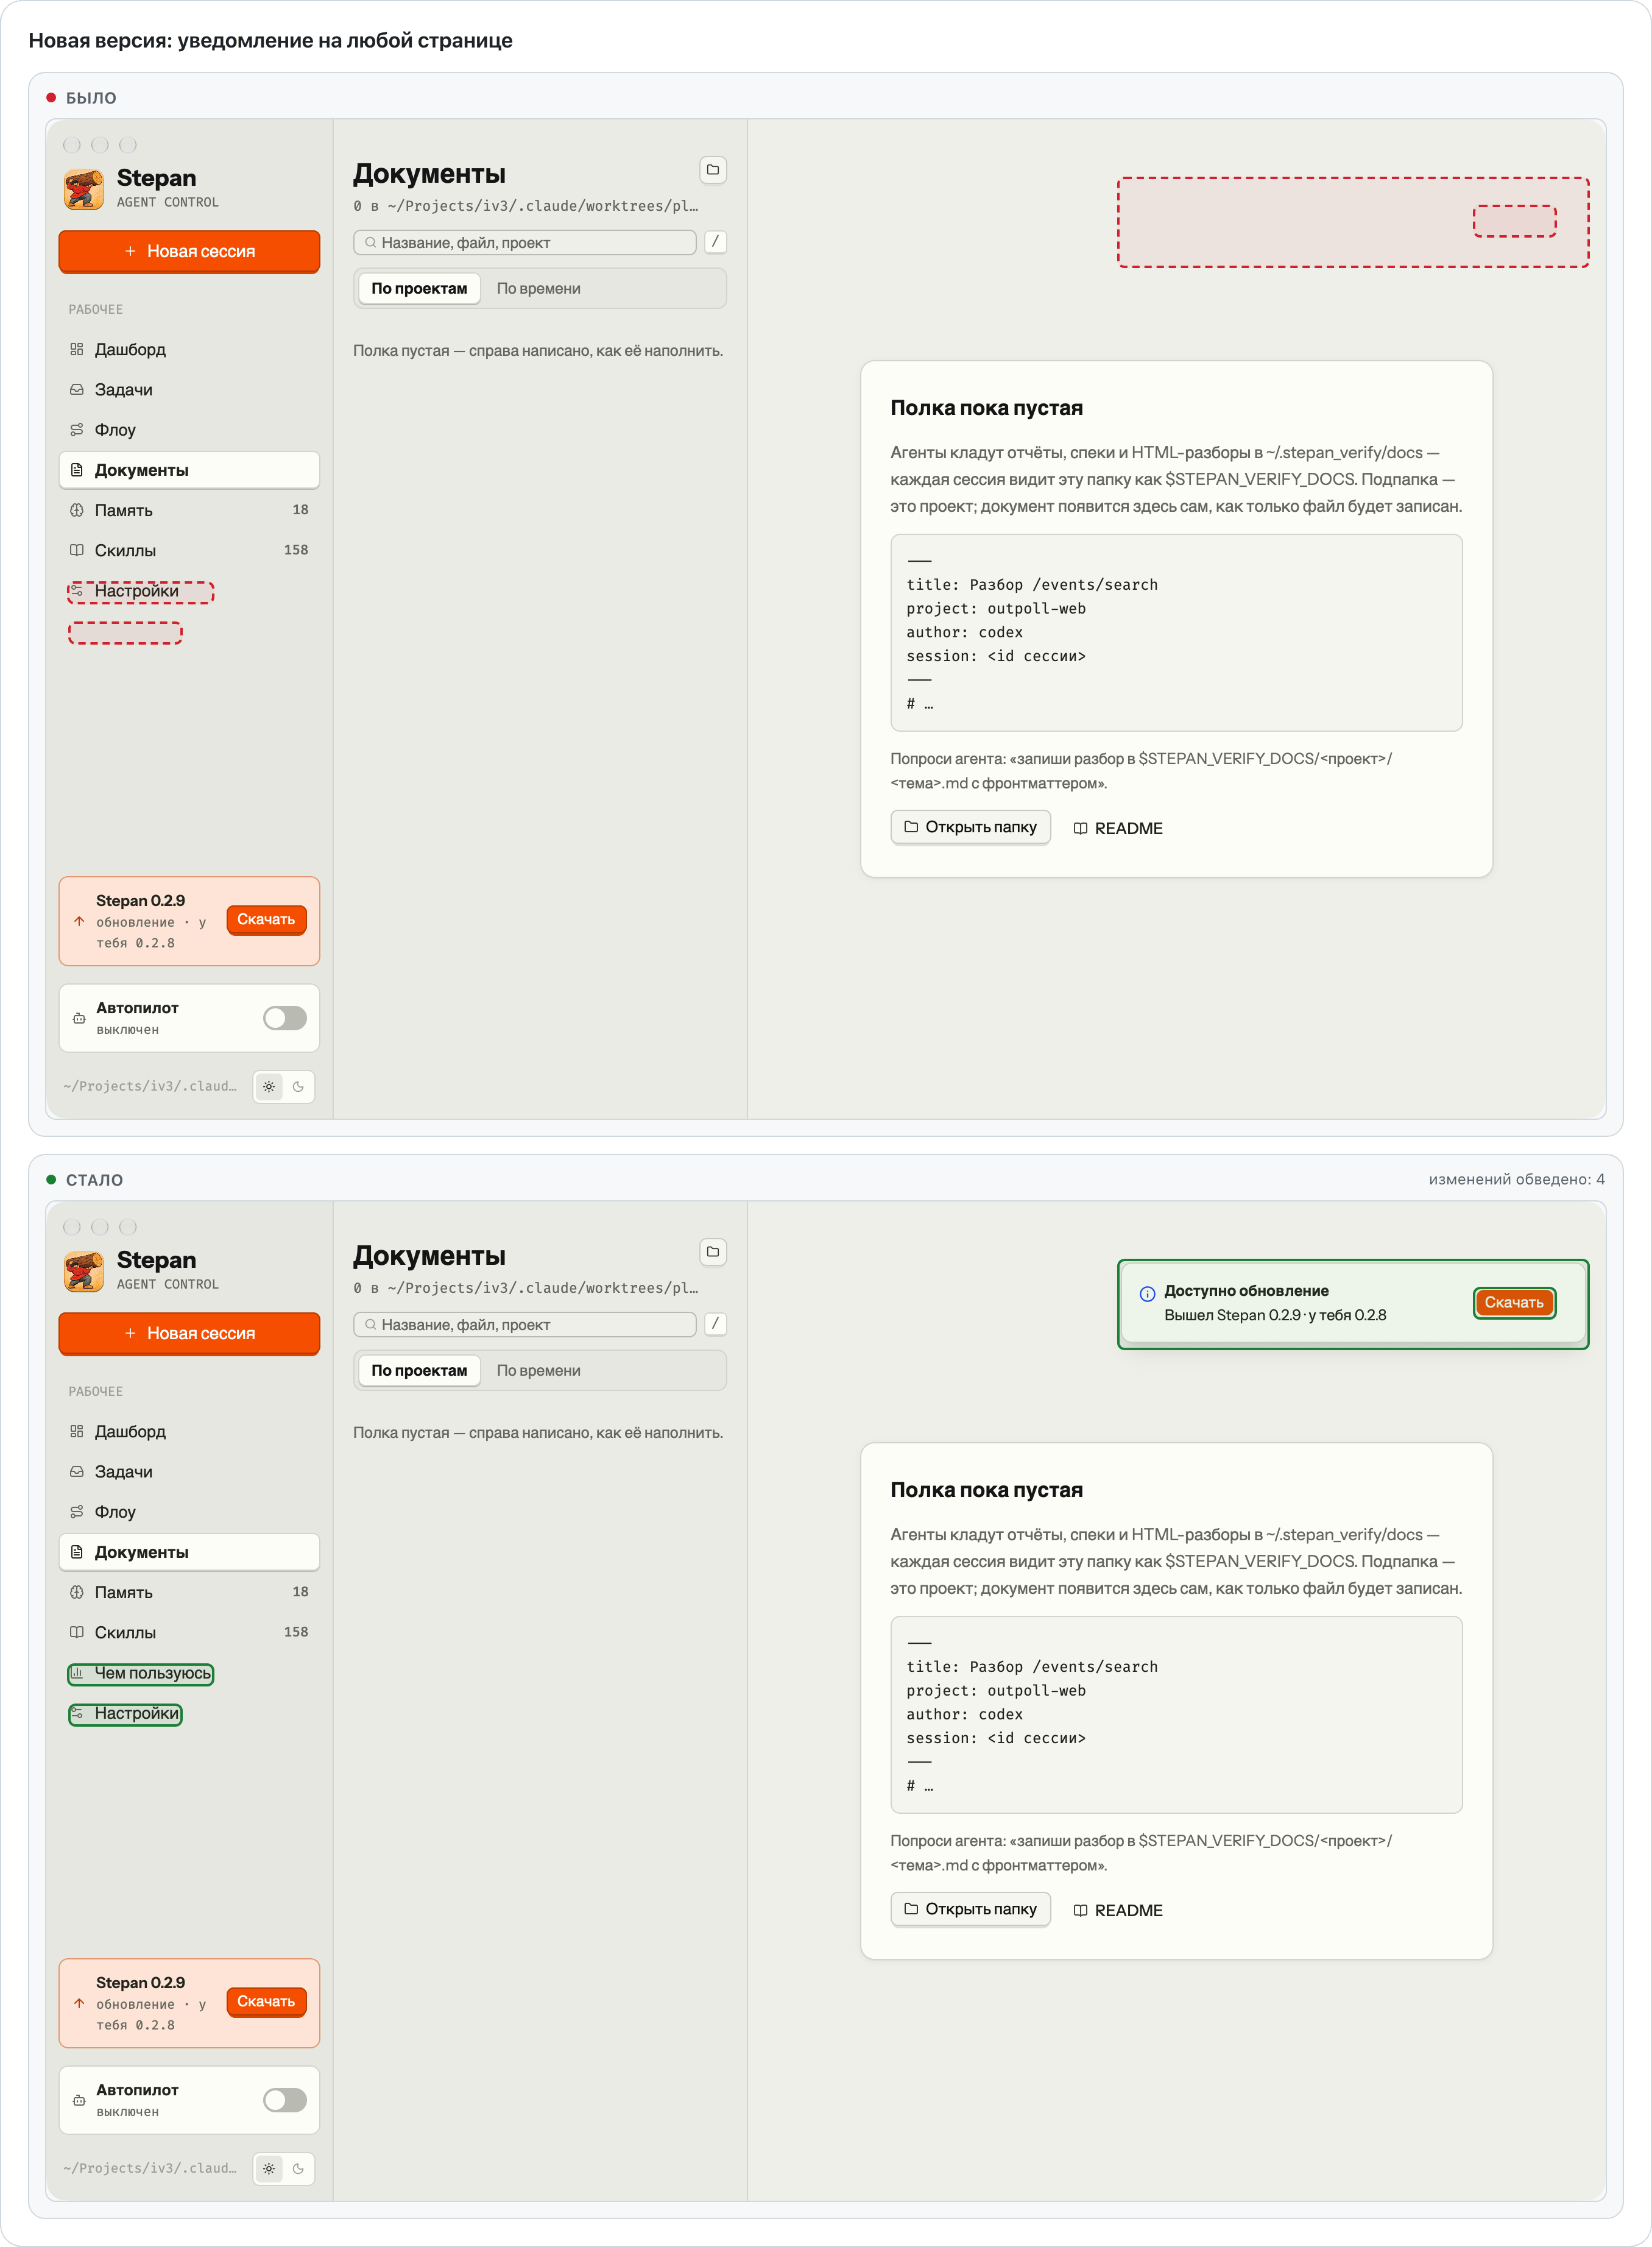 Новая версия: уведомление на любой странице
БЫЛО
Stepan
AGENT CONTROL
+ Новая сессия
РАБОЧЕЕ
Дашборд
Задачи
Флоу
Документы
Память 18
Скиллы 158
Настройки
Stepan 0.2.9
обновление · у
тебя 0.2.8
Скачать
Автопилот
выключен
~/Projects/iv3/.claud…
Документы
0 в ~/Projects/iv3/.claude/worktrees/pl…
Название, файл, проект
/
По проектам По времени
Полка пустая — справа написано, как её наполнить.
Полка пока пустая
Агенты кладут отчёты, спеки и HTML-разборы в ~/.stepan_verify/docs —
каждая сессия видит эту папку как $STEPAN_VERIFY_DOCS. Подпапка —
это проект; документ появится здесь сам, как только файл будет записан.
---
title: Разбор /events/search
project: outpoll-web
author: codex
session: <id сессии>
---
# …
Попроси агента: «запиши разбор в $STEPAN_VERIFY_DOCS/<проект>/
<тема>.md с фронтматтером».
Открыть папку README
СТАЛО
изменений обведено: 4
Stepan
AGENT CONTROL
+ Новая сессия
РАБОЧЕЕ
Дашборд
Задачи
Флоу
Документы
Память 18
Скиллы 158
Чем пользуюсь
Настройки
Stepan 0.2.9
обновление · у
тебя 0.2.8
Скачать
Автопилот
выключен
~/Projects/iv3/.claud…
Документы
0 в ~/Projects/iv3/.claude/worktrees/pl…
Название, файл, проект
/
По проектам По времени
Полка пустая — справа написано, как её наполнить.
Доступно обновление
Вышел Stepan 0.2.9 · у тебя 0.2.8
Скачать
Полка пока пустая
Агенты кладут отчёты, спеки и HTML-разборы в ~/.stepan_verify/docs —
каждая сессия видит эту папку как $STEPAN_VERIFY_DOCS. Подпапка —
это проект; документ появится здесь сам, как только файл будет записан.
---
title: Разбор /events/search
project: outpoll-web
author: codex
session: <id сессии>
---
# …
Попроси агента: «запиши разбор в $STEPAN_VERIFY_DOCS/<проект>/
<тема>.md с фронтматтером».
Открыть папку README